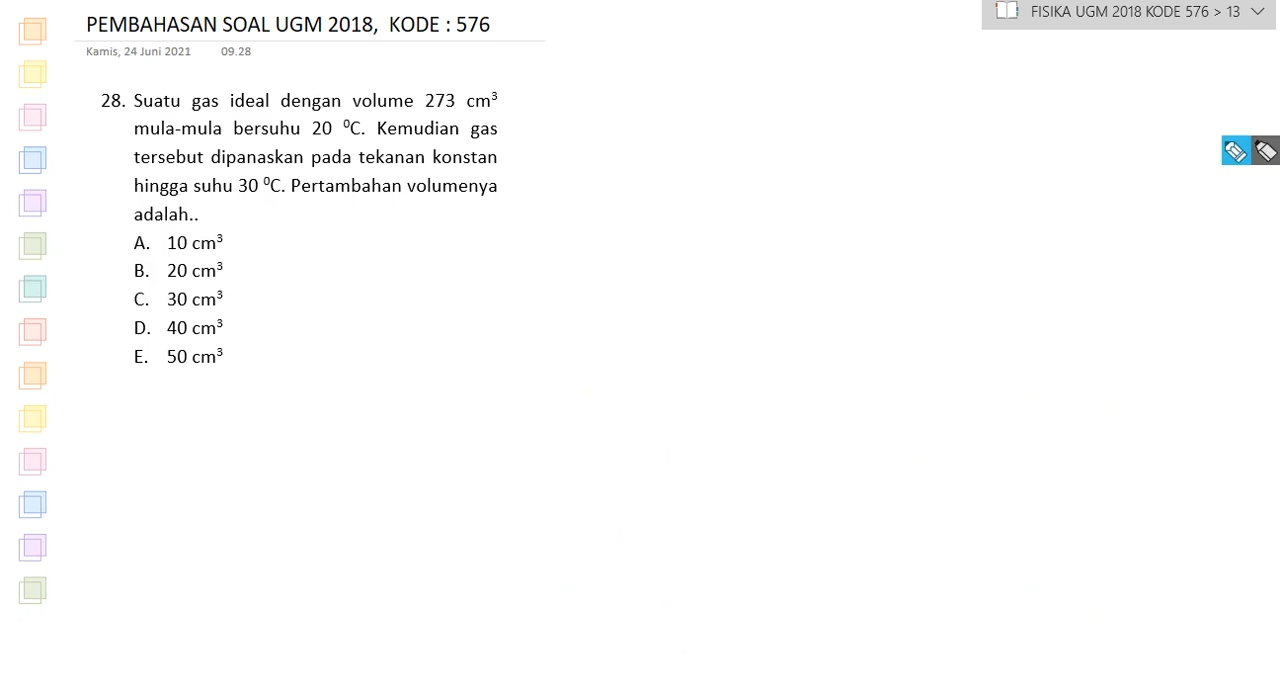 PEMBAHASAN SOAL UGM 2018, KODE : 576
FISIKA UGM 2018 KODE 576 > 13
Kamis, 24 Juni 2021 09.28
28. Suatu gas ideal dengan volume 273 cm³
mula-mula bersuhu 20 ⁰C. Kemudian gas
tersebut dipanaskan pada tekanan konstan
hingga suhu 30 ⁰C. Pertambahan volumenya
adalah..
A. 10 cm³
B. 20 cm³
C. 30 cm³
D. 40 cm³
E. 50 cm³